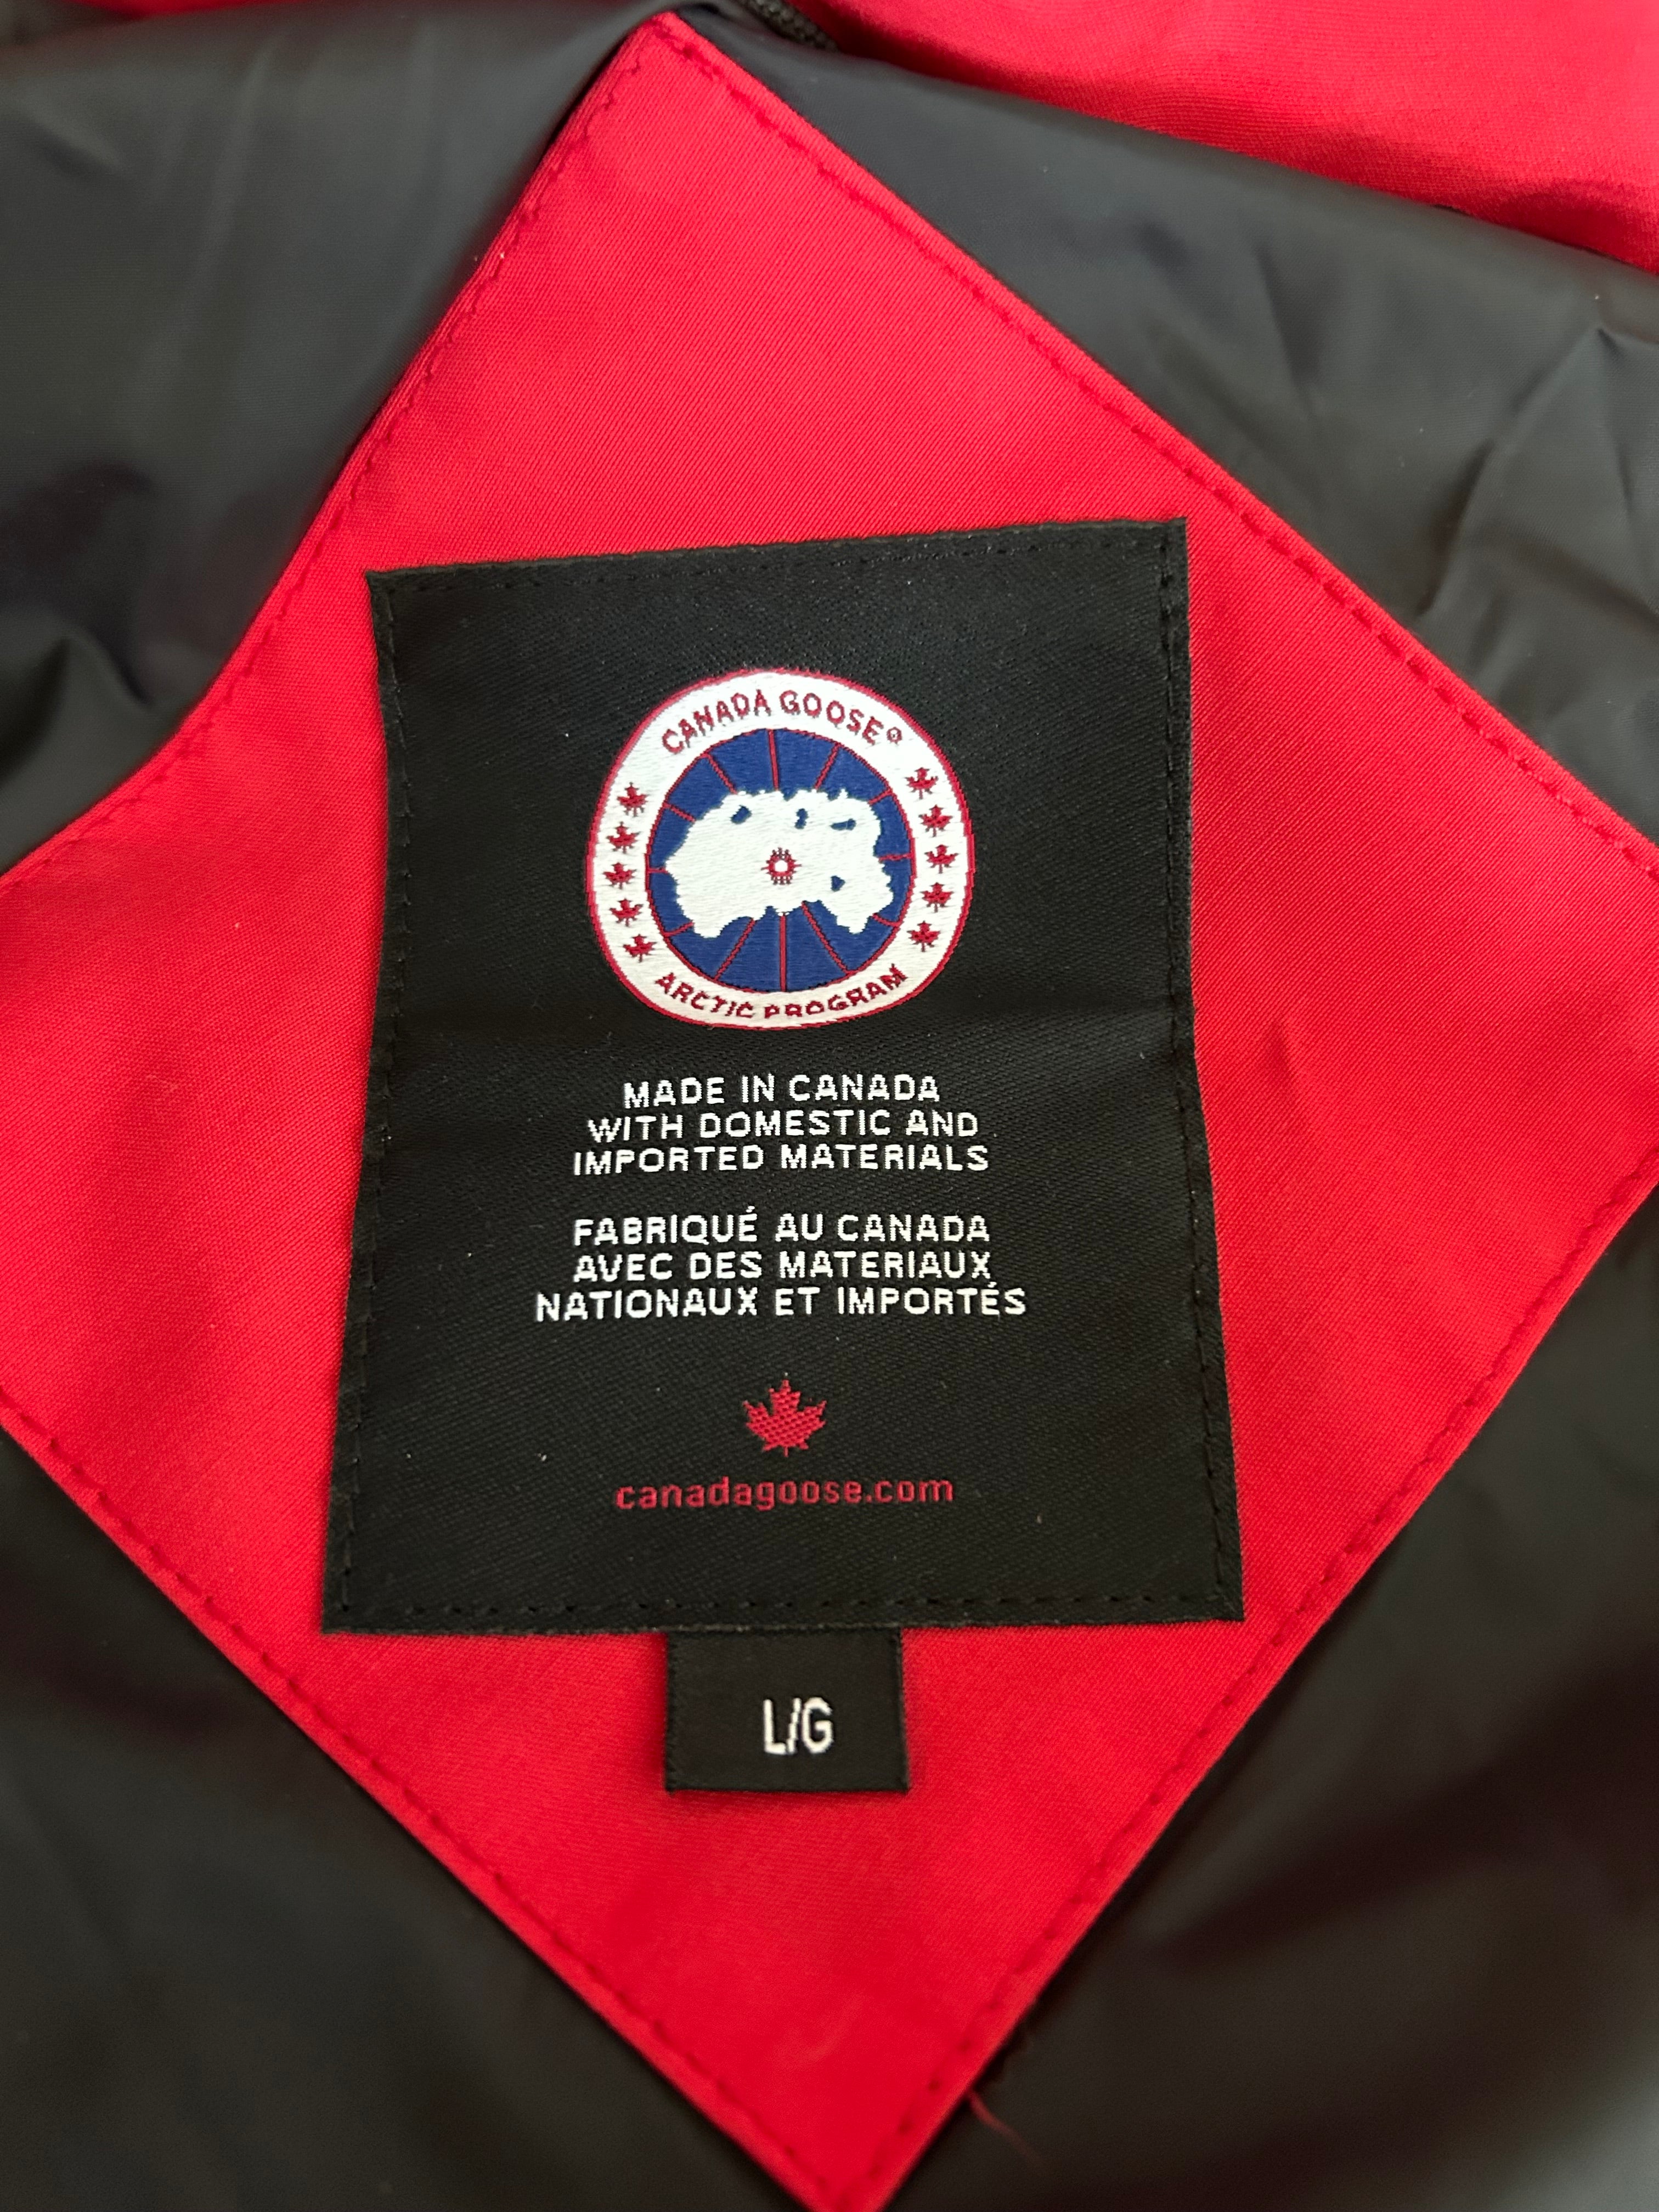 CANADA GOOSE®
ARCTIC PROGRAM
MADE IN CANADA
WITH DOMESTIC AND
IMPORTED MATERIALS
FABRIQUÉ AU CANADA
AVEC DES MATERIAUX
NATIONAUX ET IMPORTÉS
canadagoose.com
L/G